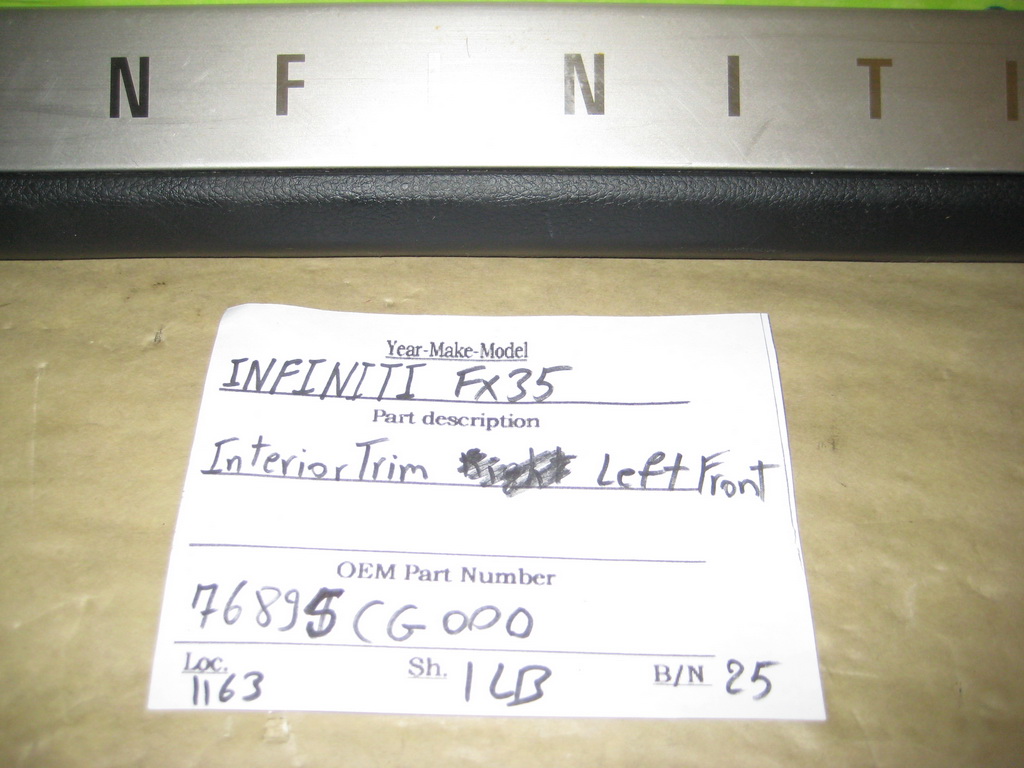 N F N I T I
Year-Make-Model
INFINITI FX35
Part description
Interior Trim Left Front
OEM Part Number
76895CG000
Loc. Sh. B/N 25
1163 1LB